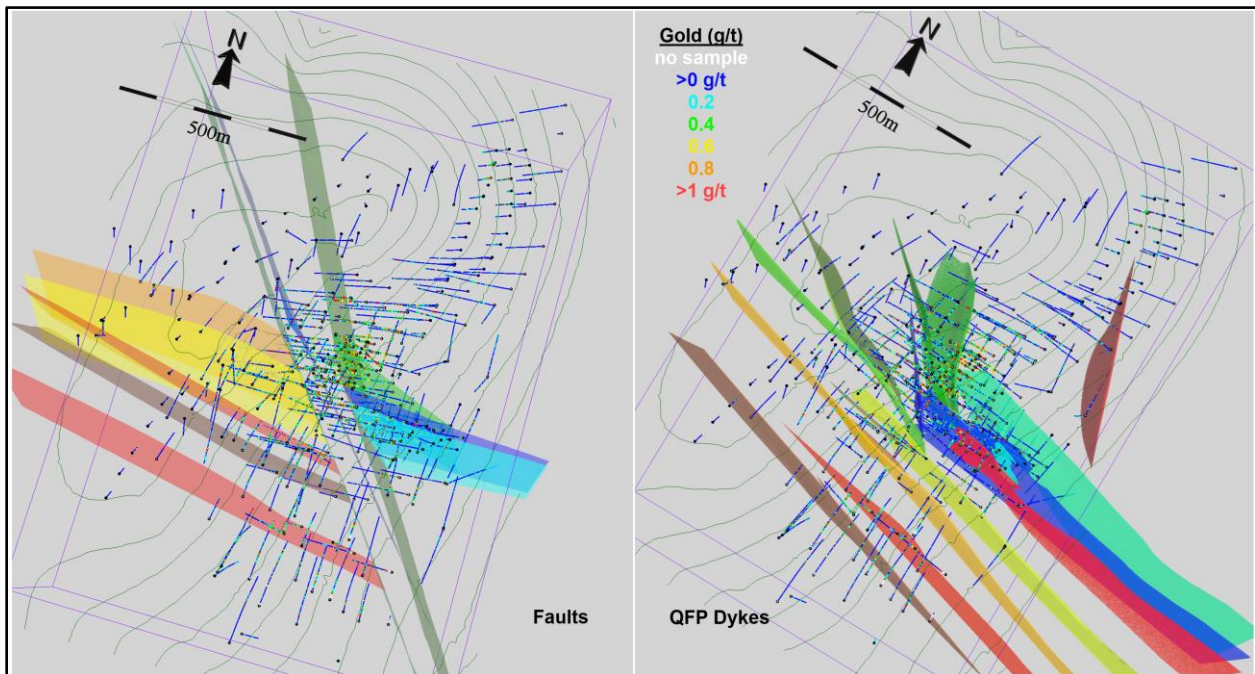 N
500m
Faults
Gold (g/t)
no sample
>0 g/t
0.2
0.4
0.6
0.8
>1 g/t
N
500m
QFP Dykes